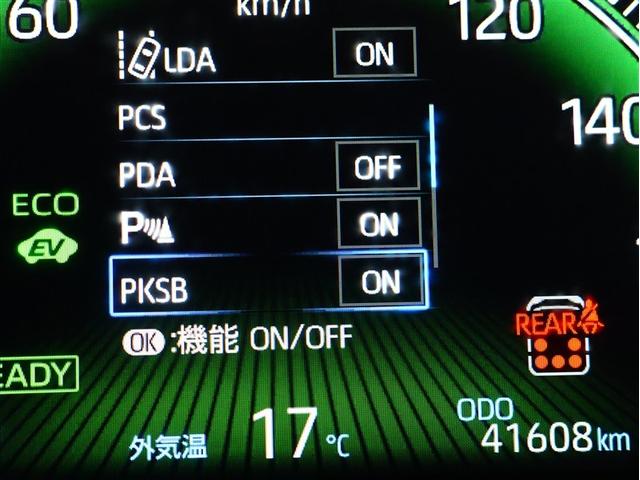 60
km/h
120
LDA ON
140
PCS
PDA OFF
ECO
EV
P ON
PKSB ON
REAR
OK :機能 ON/OFF
EADY
外気温 17℃
ODO
41608km